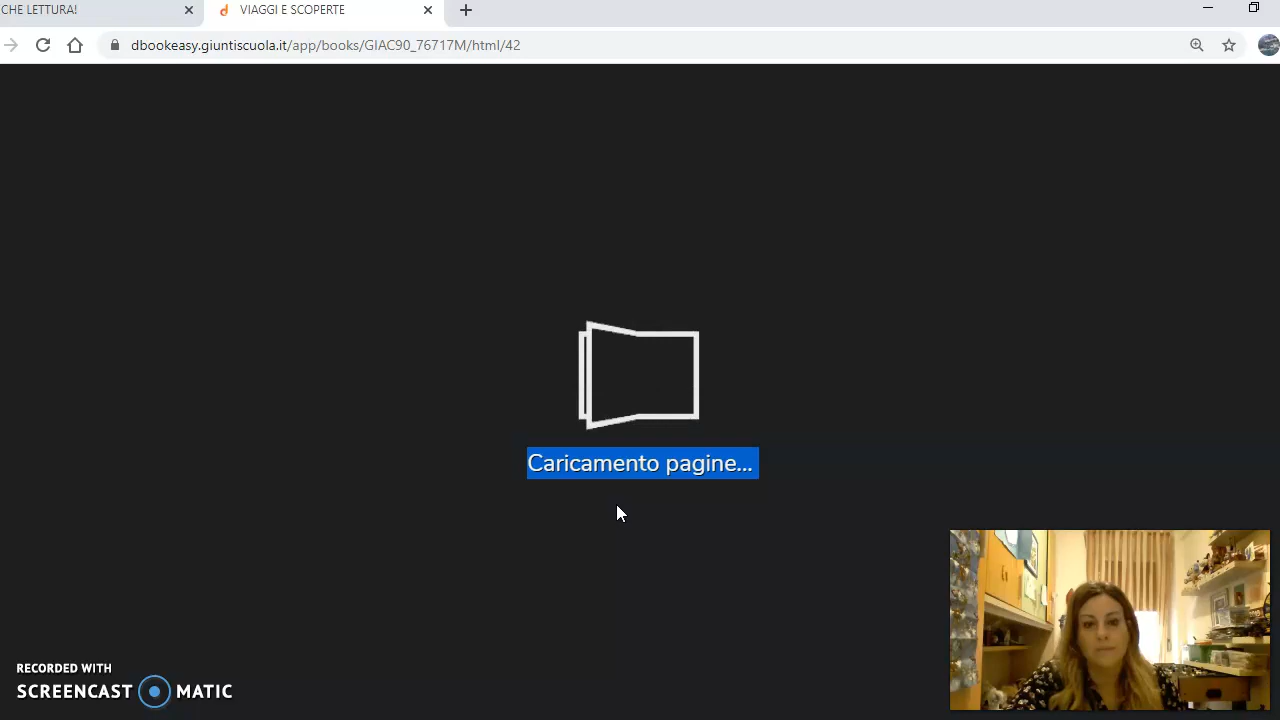 CHE LETTURA!
VIAGGI E SCOPERTE
dbookeasy.giuntiscuola.it/app/books/GIAC90_76717M/html/42
Caricamento pagine...
RECORDED WITH
SCREENCAST MATIC